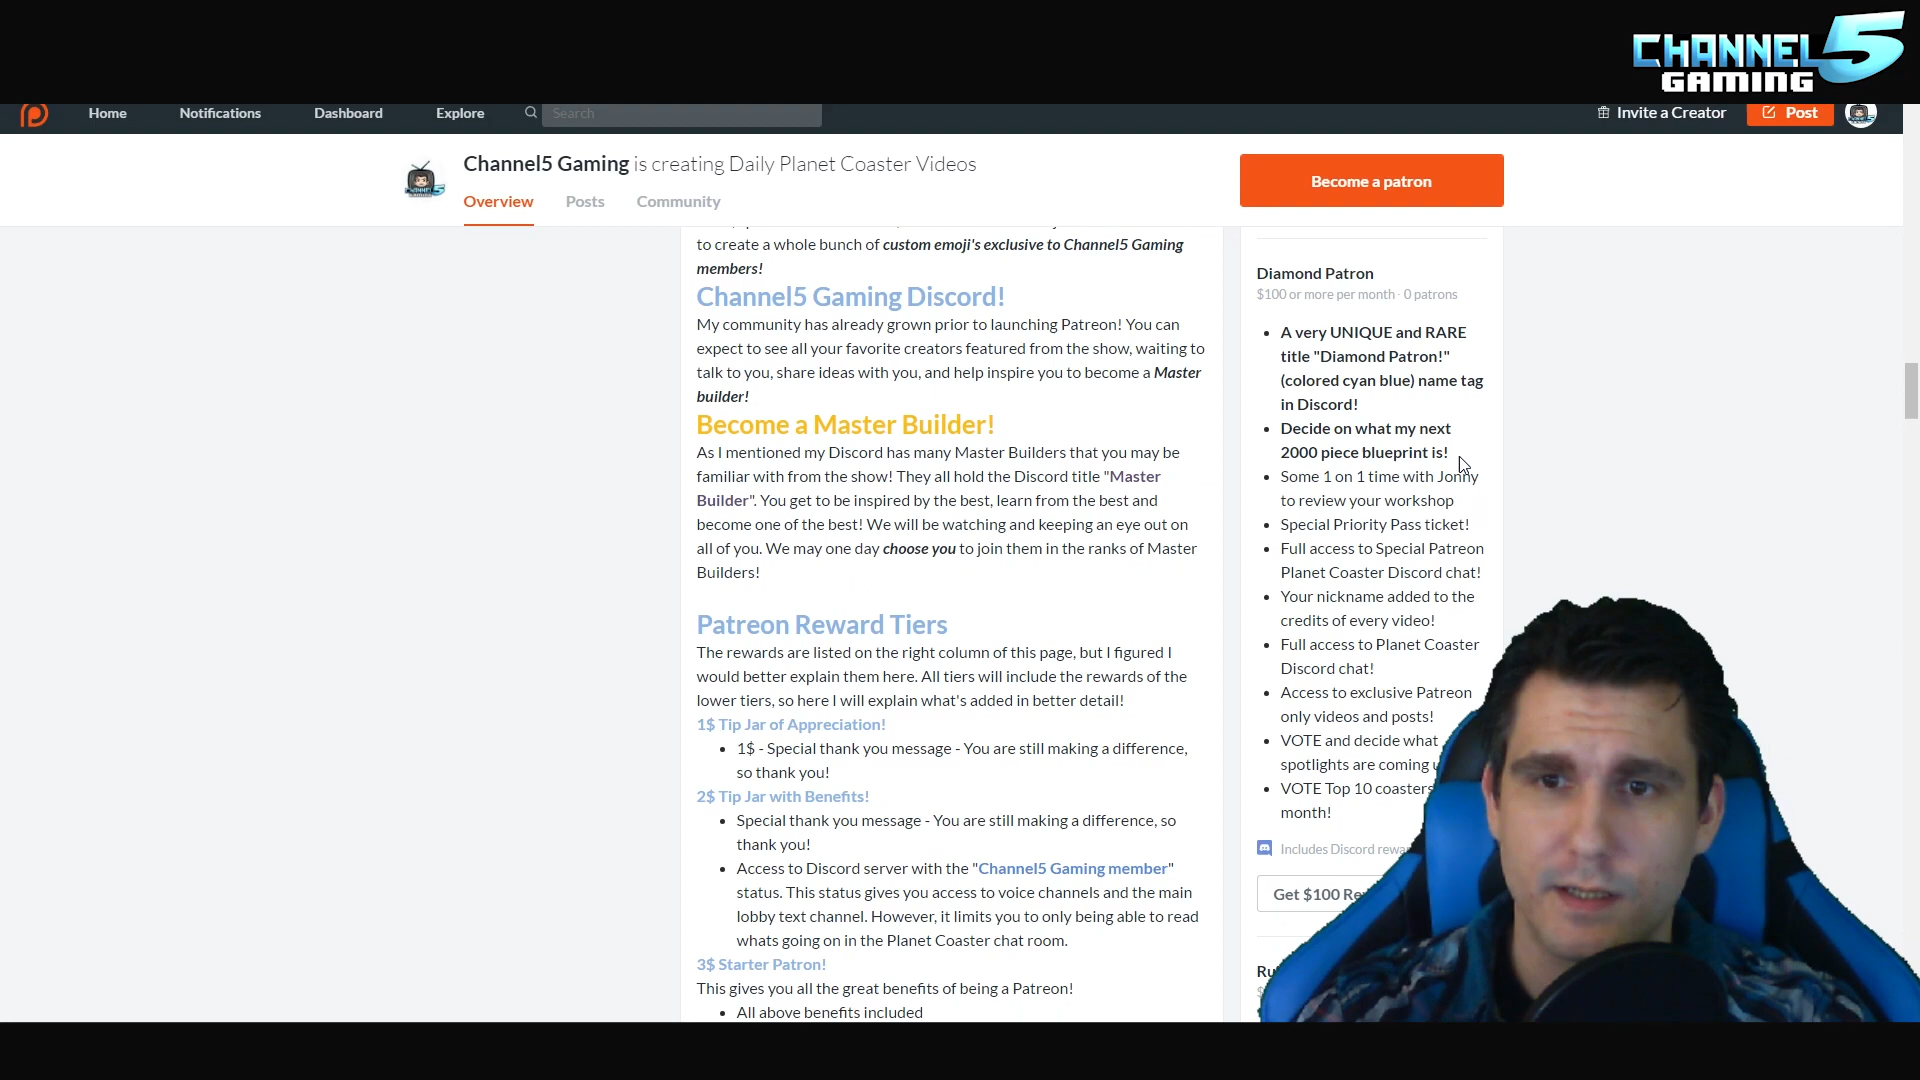 CHANNEL 5
GAMING
Home
Notifications
Dashboard
Explore
Search
Invite a Creator
Post
Channel5 Gaming is creating Daily Planet Coaster Videos
Overview
Posts
Community
Become a patron
to create a whole bunch of custom emoji's exclusive to Channel5 Gaming
members!
Channel5 Gaming Discord!
My community has already grown prior to launching Patreon! You can
expect to see all your favorite creators featured from the show, waiting to
talk to you, share ideas with you, and help inspire you to become a Master
builder!
Become a Master Builder!
As I mentioned my Discord has many Master Builders that you may be
familiar with from the show! They all hold the Discord title "Master
Builder". You get to be inspired by the best, learn from the best and
become one of the best! We will be watching and keeping an eye out on
all of you. We may one day choose you to join them in the ranks of Master
Builders!
Patreon Reward Tiers
The rewards are listed on the right column of this page, but I figured I
would better explain them here. All tiers will include the rewards of the
lower tiers, so here I will explain what's added in better detail!
1$ Tip Jar of Appreciation!
• 1$ - Special thank you message - You are still making a difference,
so thank you!
2$ Tip Jar with Benefits!
• Special thank you message - You are still making a difference, so
thank you!
• Access to Discord server with the "Channel5 Gaming member"
status. This status gives you access to voice channels and the main
lobby text channel. However, it limits you to only being able to read
whats going on in the Planet Coaster chat room.
3$ Starter Patron!
This gives you all the great benefits of being a Patreon!
• All above benefits included
Diamond Patron
$100 or more per month · 0 patrons
• A very UNIQUE and RARE
title "Diamond Patron!"
(colored cyan blue) name tag
in Discord!
• Decide on what my next
2000 piece blueprint is!
• Some 1 on 1 time with Jonny
to review your workshop
• Special Priority Pass ticket!
• Full access to Special Patreon
Planet Coaster Discord chat!
• Your nickname added to the
credits of every video!
• Full access to Planet Coaster
Discord chat!
• Access to exclusive Patreon
only videos and posts!
• VOTE and decide what
spotlights are coming
• VOTE Top 10 coasters
month!
Includes Discord
Get $100